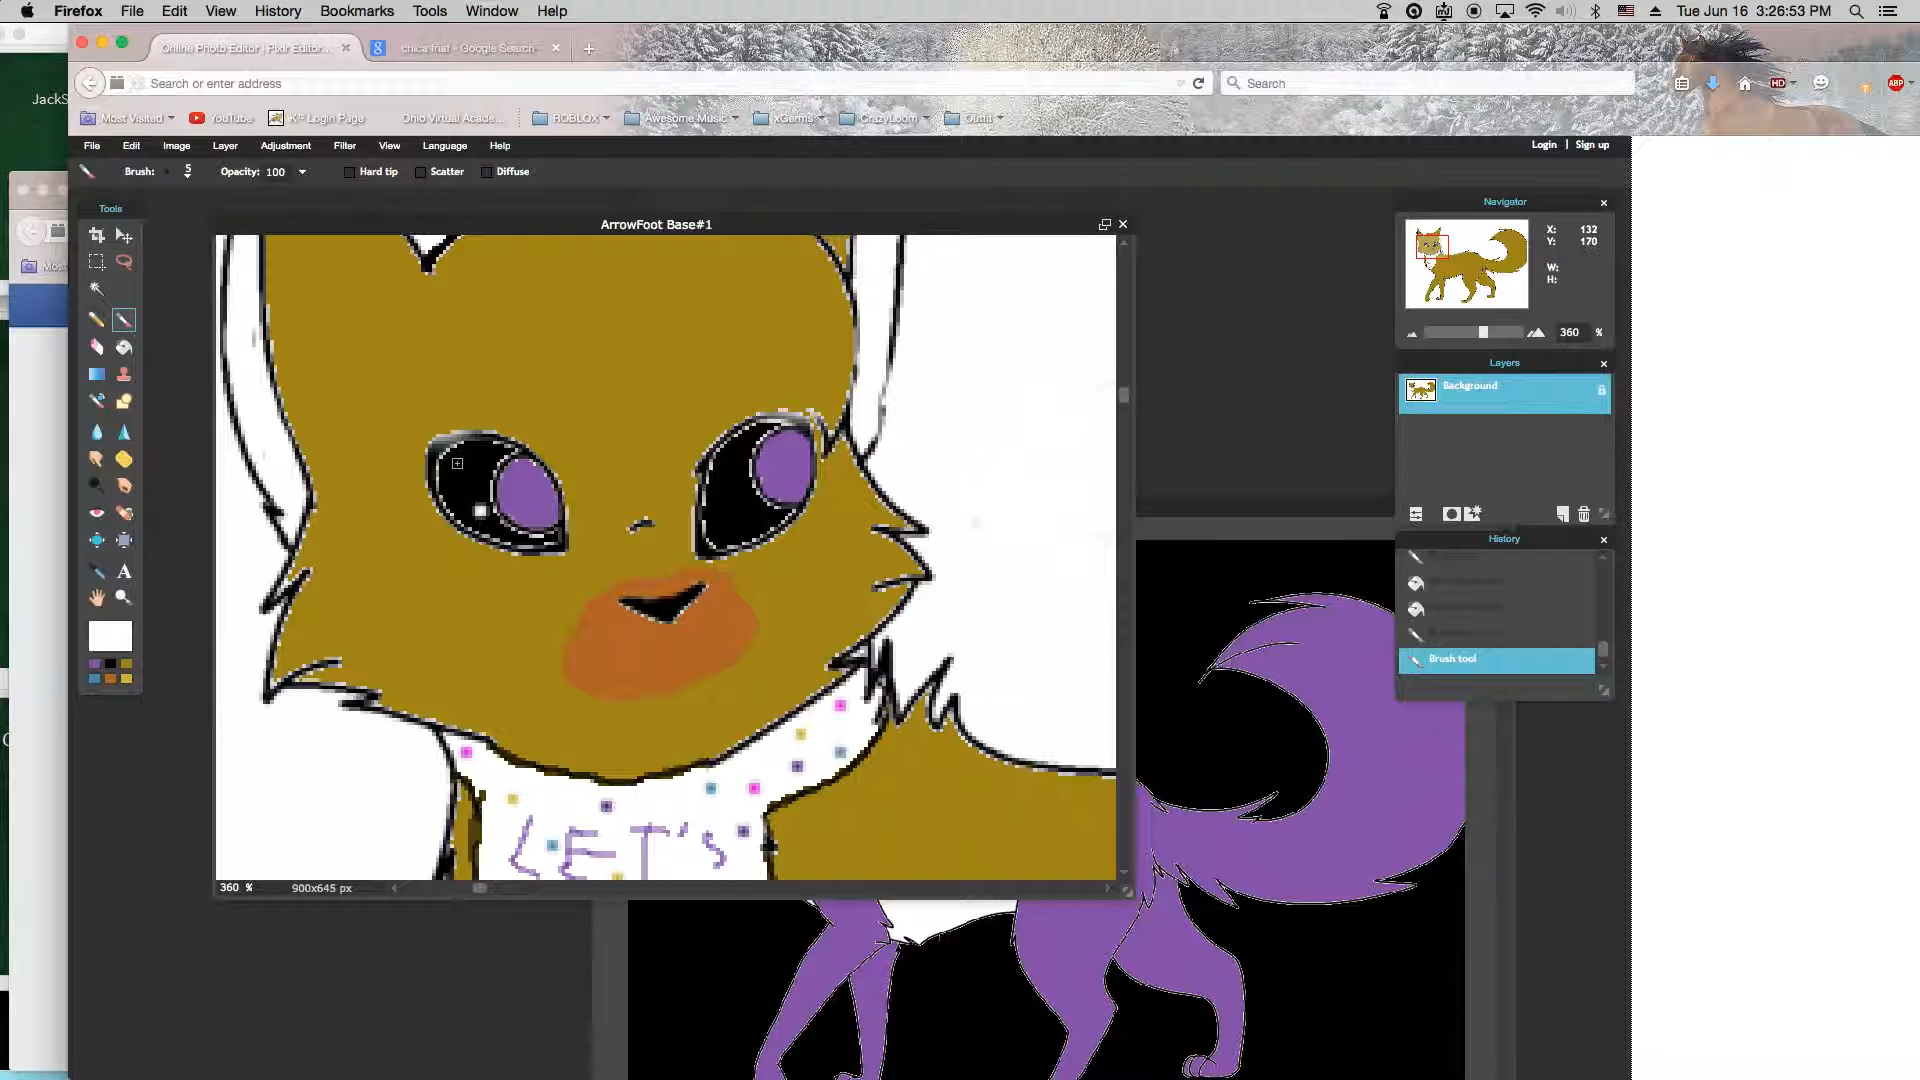 Firefox File Edit View History Bookmarks Tools Window Help Tue Jun 16 3:26:53 PM
Online Photo Editor | Pixlr Editor... chica fnaf - Google Search
Search or enter address Search
JackS
Most Visited YouTube K¹² Login Page Ohio Virtual Acade... ROBLOX Awesome Music xGerms CrazyLoom Outfit
File Edit Image Layer Adjustment Filter View Language Help Login | Sign up
Brush: 5 Opacity: 100 Hard tip Scatter Diffuse
Tools
ArrowFoot Base#1
Navigator
X: 132
Y: 170
W:
H:
360 %
Layers
Background
History
Brush tool
Most
LET'S
360 % 900x645 px